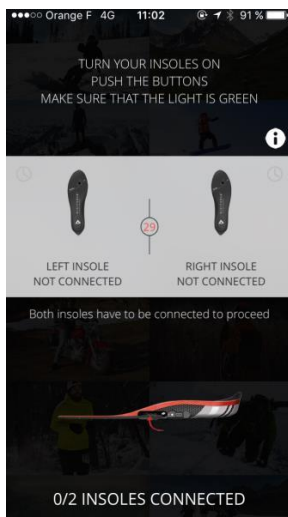 Orange F 4G 11:02 91 %
TURN YOUR INSOLES ON
PUSH THE BUTTONS
MAKE SURE THAT THE LIGHT IS GREEN
i
29
LEFT INSOLE
NOT CONNECTED
RIGHT INSOLE
NOT CONNECTED
Both insoles have to be connected to proceed
0/2 INSOLES CONNECTED